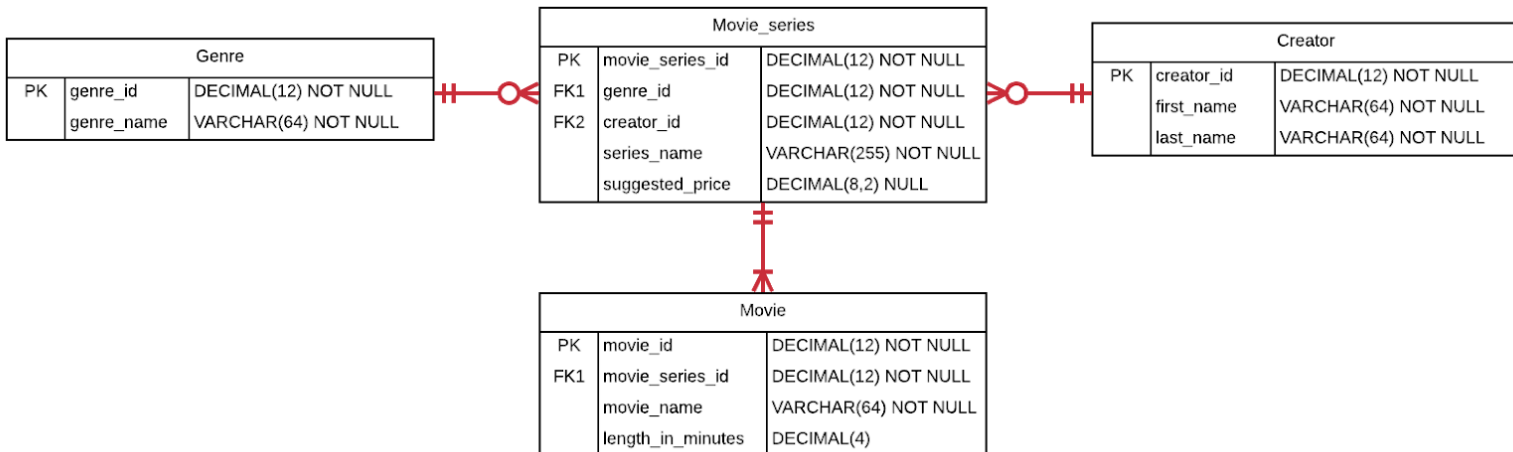 Genre
PK genre_id DECIMAL(12) NOT NULL
genre_name VARCHAR(64) NOT NULL
Movie_series
PK movie_series_id DECIMAL(12) NOT NULL
FK1 genre_id DECIMAL(12) NOT NULL
FK2 creator_id DECIMAL(12) NOT NULL
series_name VARCHAR(255) NOT NULL
suggested_price DECIMAL(8,2) NULL
Creator
PK creator_id DECIMAL(12) NOT NULL
first_name VARCHAR(64) NOT NULL
last_name VARCHAR(64) NOT NULL
Movie
PK movie_id DECIMAL(12) NOT NULL
FK1 movie_series_id DECIMAL(12) NOT NULL
movie_name VARCHAR(64) NOT NULL
length_in_minutes DECIMAL(4)